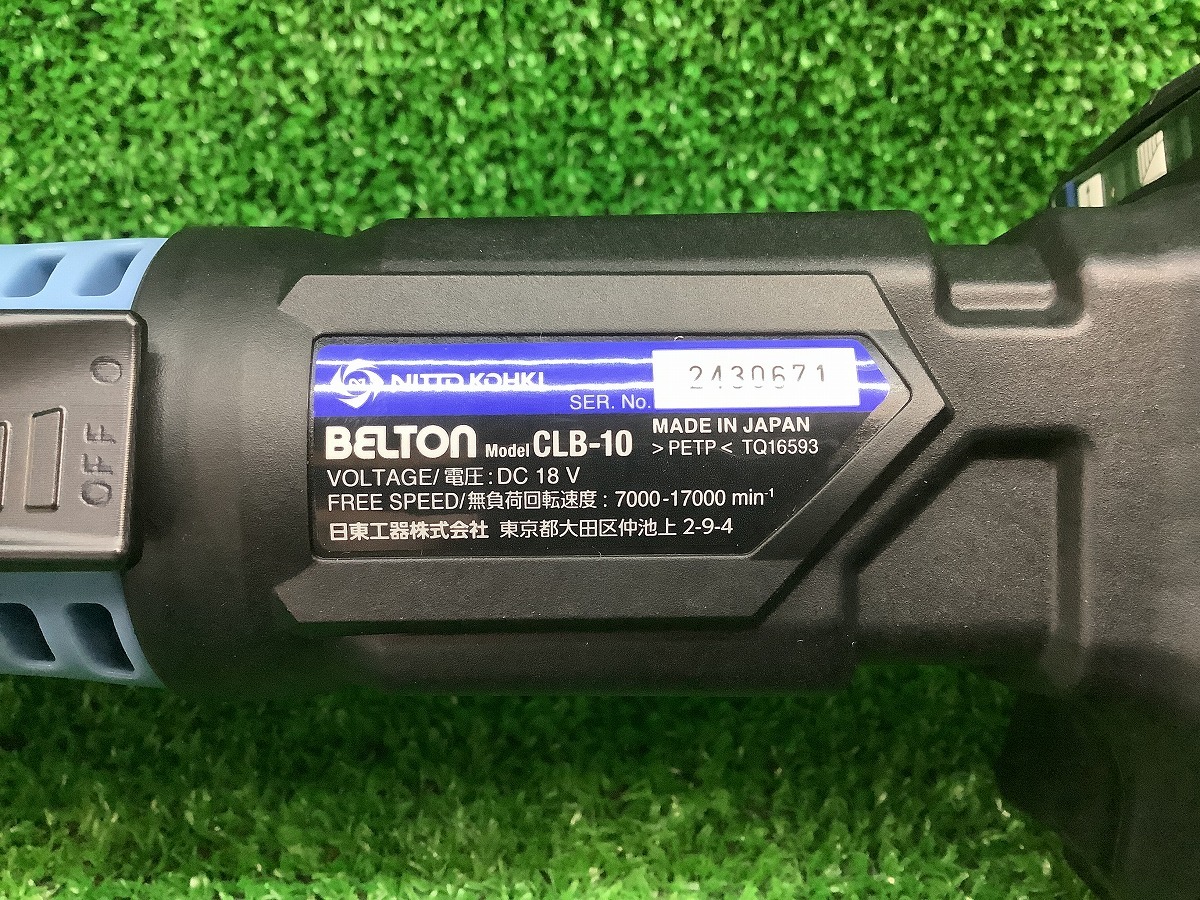 NITTO KOHKI
SER. No. 2430671
BELTON Model CLB-10
MADE IN JAPAN
>PETP< TQ16593
VOLTAGE/電圧: DC 18 V
FREE SPEED/無負荷回転速度: 7000-17000 min⁻¹
日東工器株式会社 東京都大田区仲池上 2-9-4
OFF O